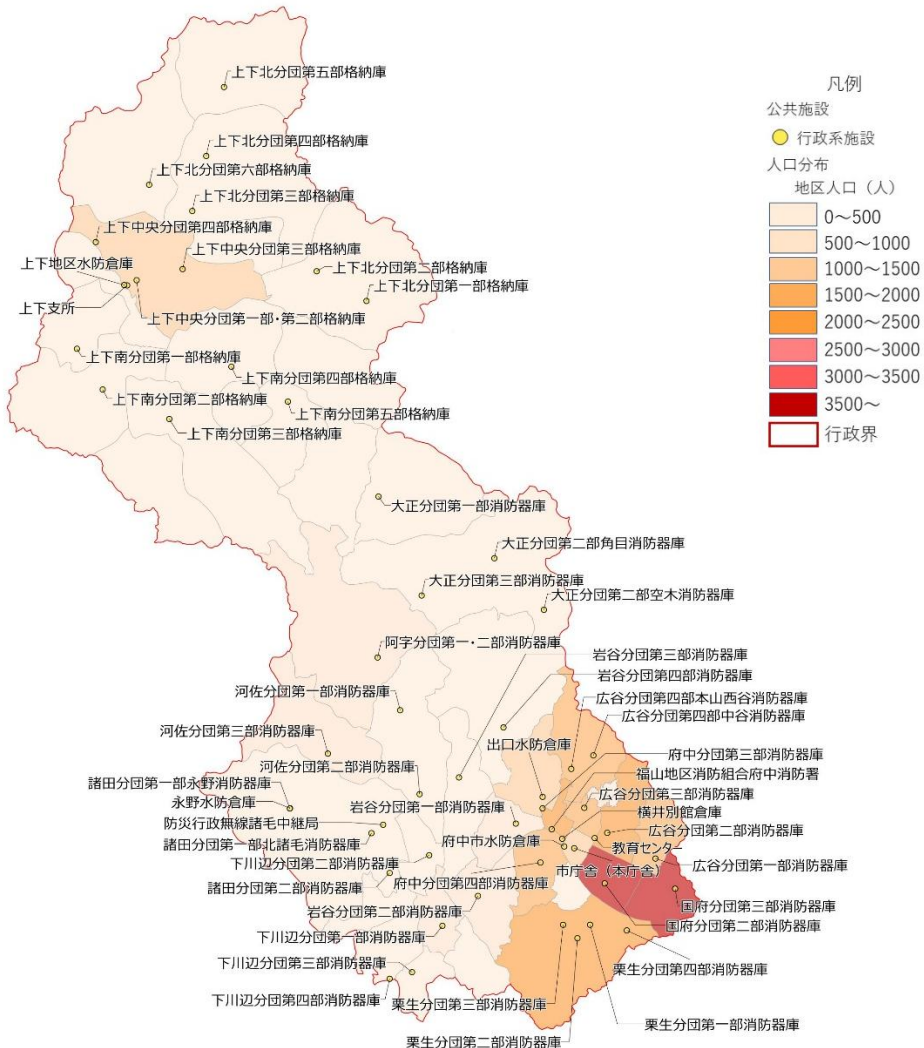 上下北分団第五部格納庫
上下北分団第四部格納庫
上下北分団第六部格納庫
上下北分団第三部格納庫
上下中央分団第四部格納庫
上下中央分団第三部格納庫
上下地区水防倉庫
上下北分団第二部格納庫
上下北分団第一部格納庫
上下支所
上下中央分団第一部・第二部格納庫
上下南分団第一部格納庫
上下南分団第四部格納庫
上下南分団第二部格納庫
上下南分団第五部格納庫
上下南分団第三部格納庫
凡例
公共施設
行政系施設
人口分布
地区人口（人）
0～500
500～1000
1000～1500
1500～2000
2000～2500
2500～3000
3000～3500
3500～
行政界
大正分団第一部消防器庫
大正分団第二部角目消防器庫
大正分団第三部消防器庫
大正分団第二部空木消防器庫
阿字分団第一・二部消防器庫
岩谷分団第三部消防器庫
岩谷分団第四部消防器庫
河佐分団第一部消防器庫
広谷分団第四部本山西谷消防器庫
広谷分団第四部中谷消防器庫
河佐分団第三部消防器庫
出口水防倉庫
府中分団第三部消防器庫
河佐分団第二部消防器庫
福山地区消防組合府中消防署
諸田分団第一部永野消防器庫
広谷分団第三部消防器庫
永野水防倉庫
岩谷分団第一部消防器庫
横井別館倉庫
防災行政無線諸毛中継局
広谷分団第二部消防器庫
諸田分団第一部北諸毛消防器庫
府中市水防倉庫
教育センター
下川辺分団第二部消防器庫
広谷分団第一部消防器庫
市庁舎（本庁舎）
諸田分団第二部消防器庫
府中分団第四部消防器庫
国府分団第三部消防器庫
岩谷分団第二部消防器庫
国府分団第二部消防器庫
下川辺分団第一部消防器庫
下川辺分団第三部消防器庫
栗生分団第四部消防器庫
下川辺分団第四部消防器庫
栗生分団第三部消防器庫
栗生分団第一部消防器庫
栗生分団第二部消防器庫